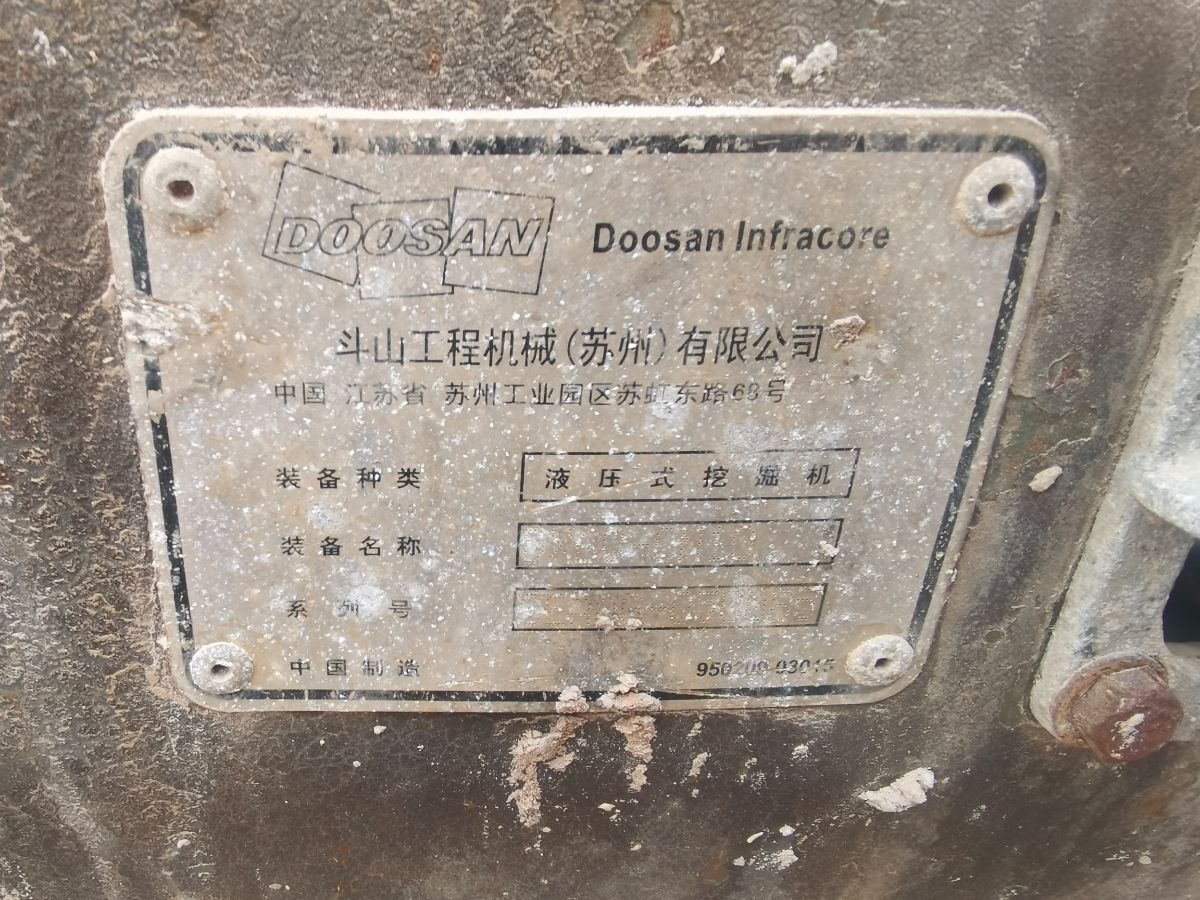 DOOSAN Doosan Infracore
斗山工程机械(苏州)有限公司
中国 江苏省 苏州工业园区苏虹东路68号
装备种类 液压式挖掘机
装备名称
系列号
中国制造 950209-03015